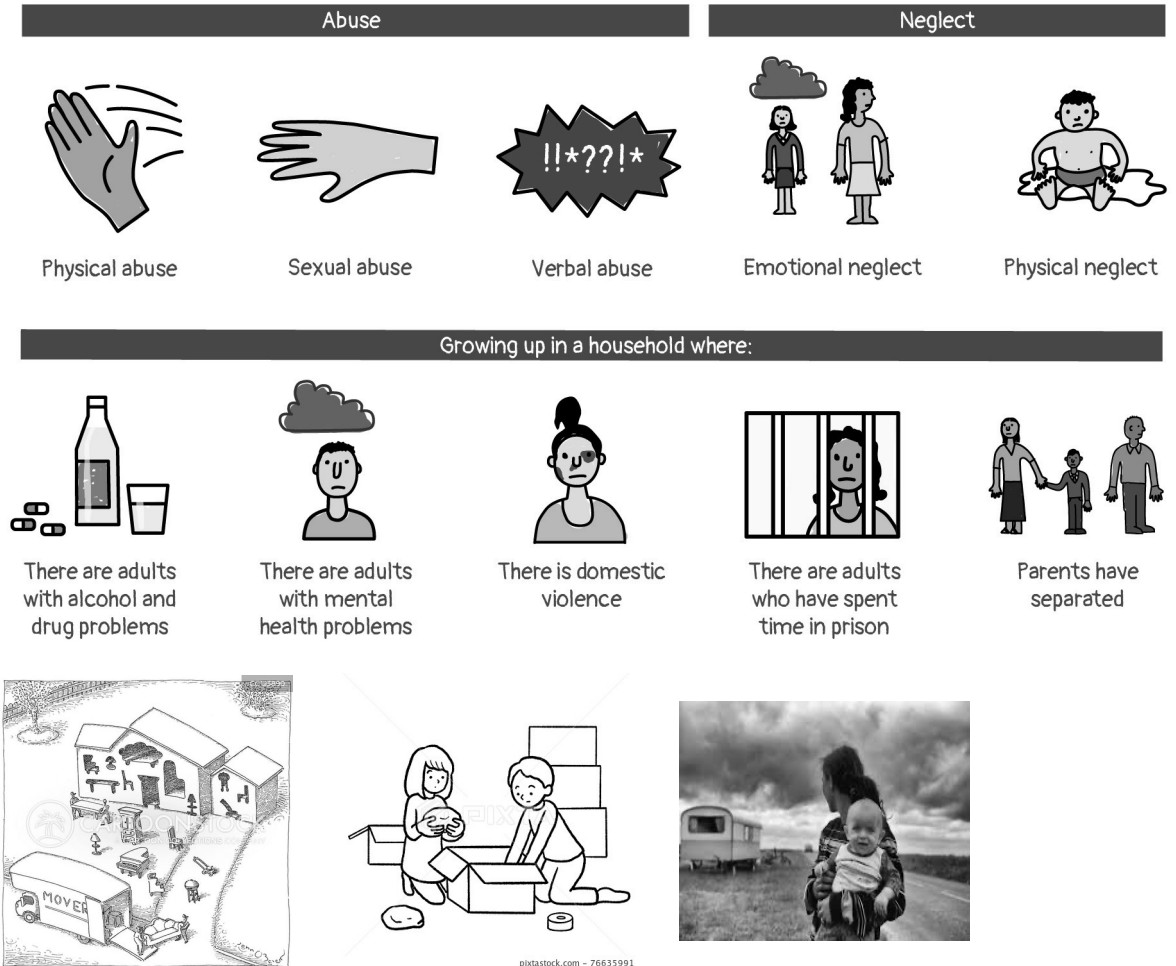 Abuse
Neglect
!!*??!*
Physical abuse
Sexual abuse
Verbal abuse
Emotional neglect
Physical neglect
Growing up in a household where:
There are adults
with alcohol and
drug problems
There are adults
with mental
health problems
There is domestic
violence
There are adults
who have spent
time in prison
Parents have
separated
CARTOONSTOCK
MOVER
PIXTA
pixtastock.com - 76635991